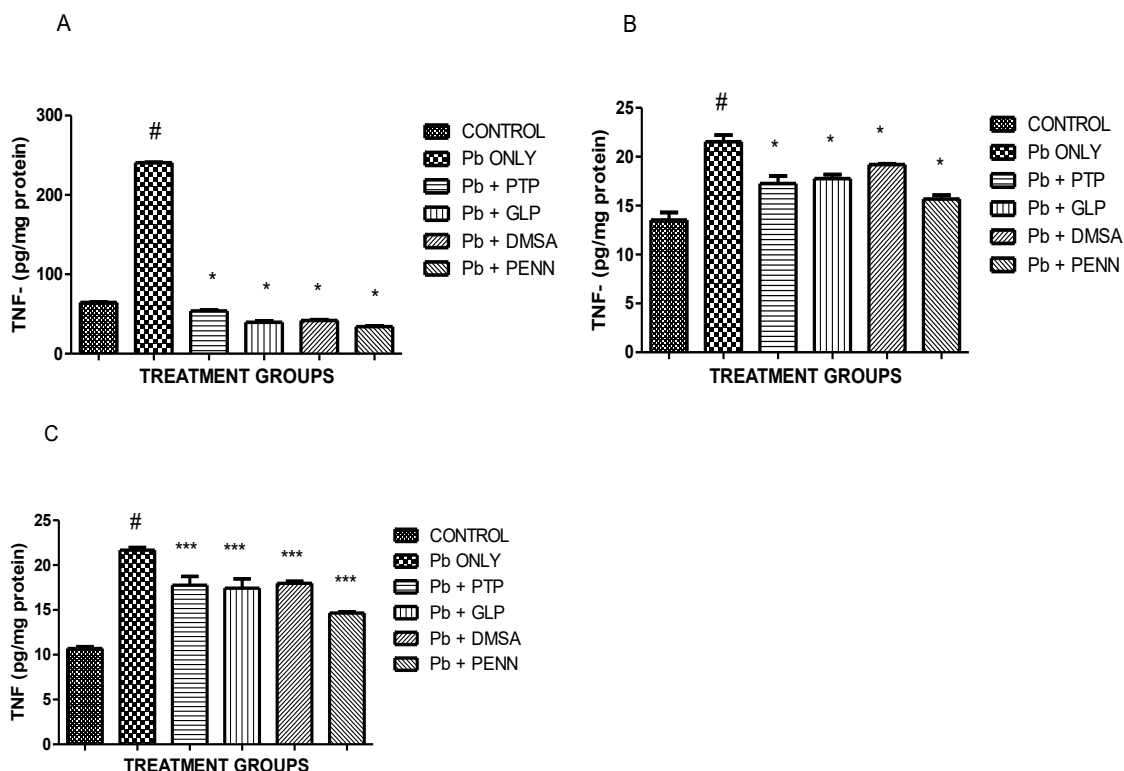 A
TNF- (pg/mg protein)
300
200
100
0
#
*
*
*
*
TREATMENT GROUPS
CONTROL
Pb ONLY
Pb + PTP
Pb + GLP
Pb + DMSA
Pb + PENN
B
TNF- (pg/mg protein)
25
20
15
10
5
0
#
*
*
*
*
TREATMENT GROUPS
CONTROL
Pb ONLY
Pb + PTP
Pb + GLP
Pb + DMSA
Pb + PENN
C
TNF (pg/mg protein)
25
20
15
10
5
0
#
***
***
***
***
TREATMENT GROUPS
CONTROL
Pb ONLY
Pb + PTP
Pb + GLP
Pb + DMSA
Pb + PENN